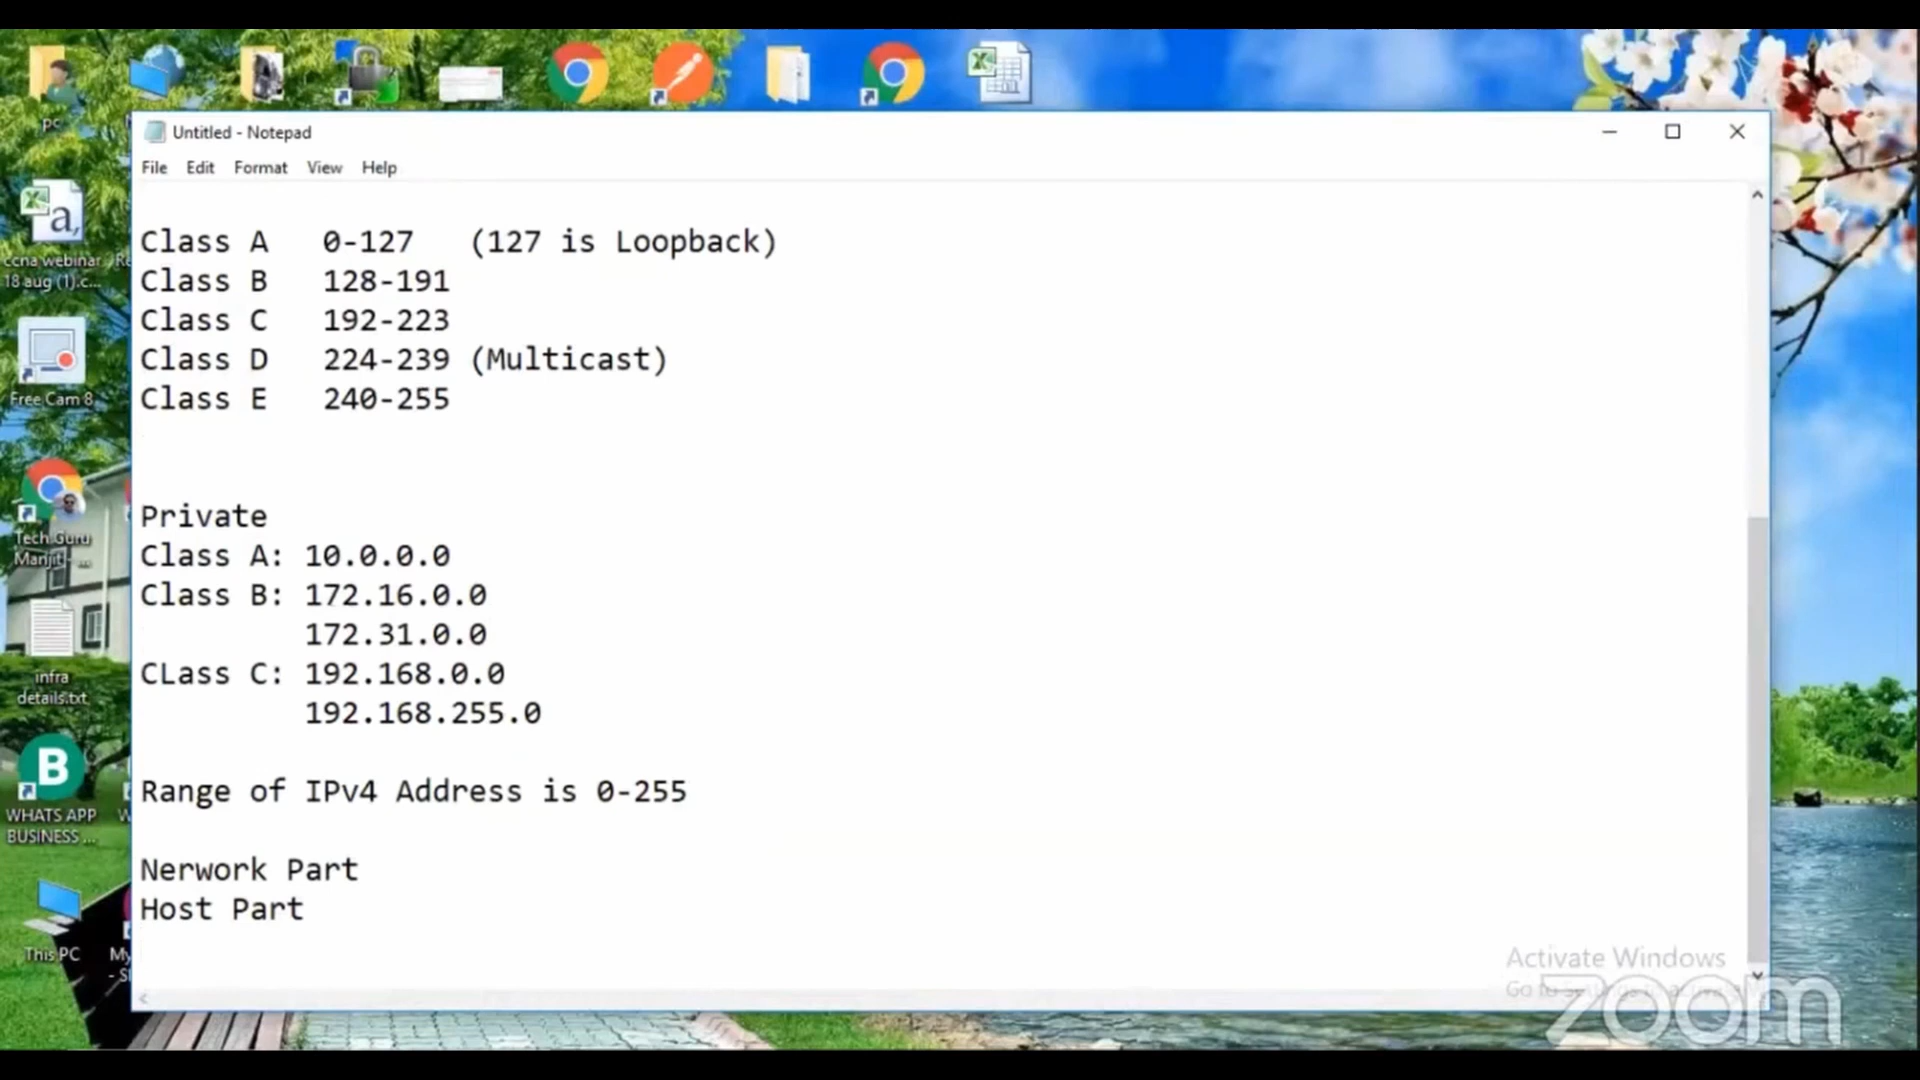 pc
Untitled - Notepad
File Edit Format View Help
Class A 0-127 (127 is Loopback)
Class B 128-191
Class C 192-223
Class D 224-239 (Multicast)
Class E 240-255
Private
Class A: 10.0.0.0
Class B: 172.16.0.0
172.31.0.0
CLass C: 192.168.0.0
192.168.255.0
Range of IPv4 Address is 0-255
Nerwork Part
Host Part
ccna webinar
18 aug (1).c...
Free Cam 8
Tech Guru
Manjit - ...
infra
details.txt
B
WHATS APP
BUSINESS ...
This PC
Activate Windows
zoom